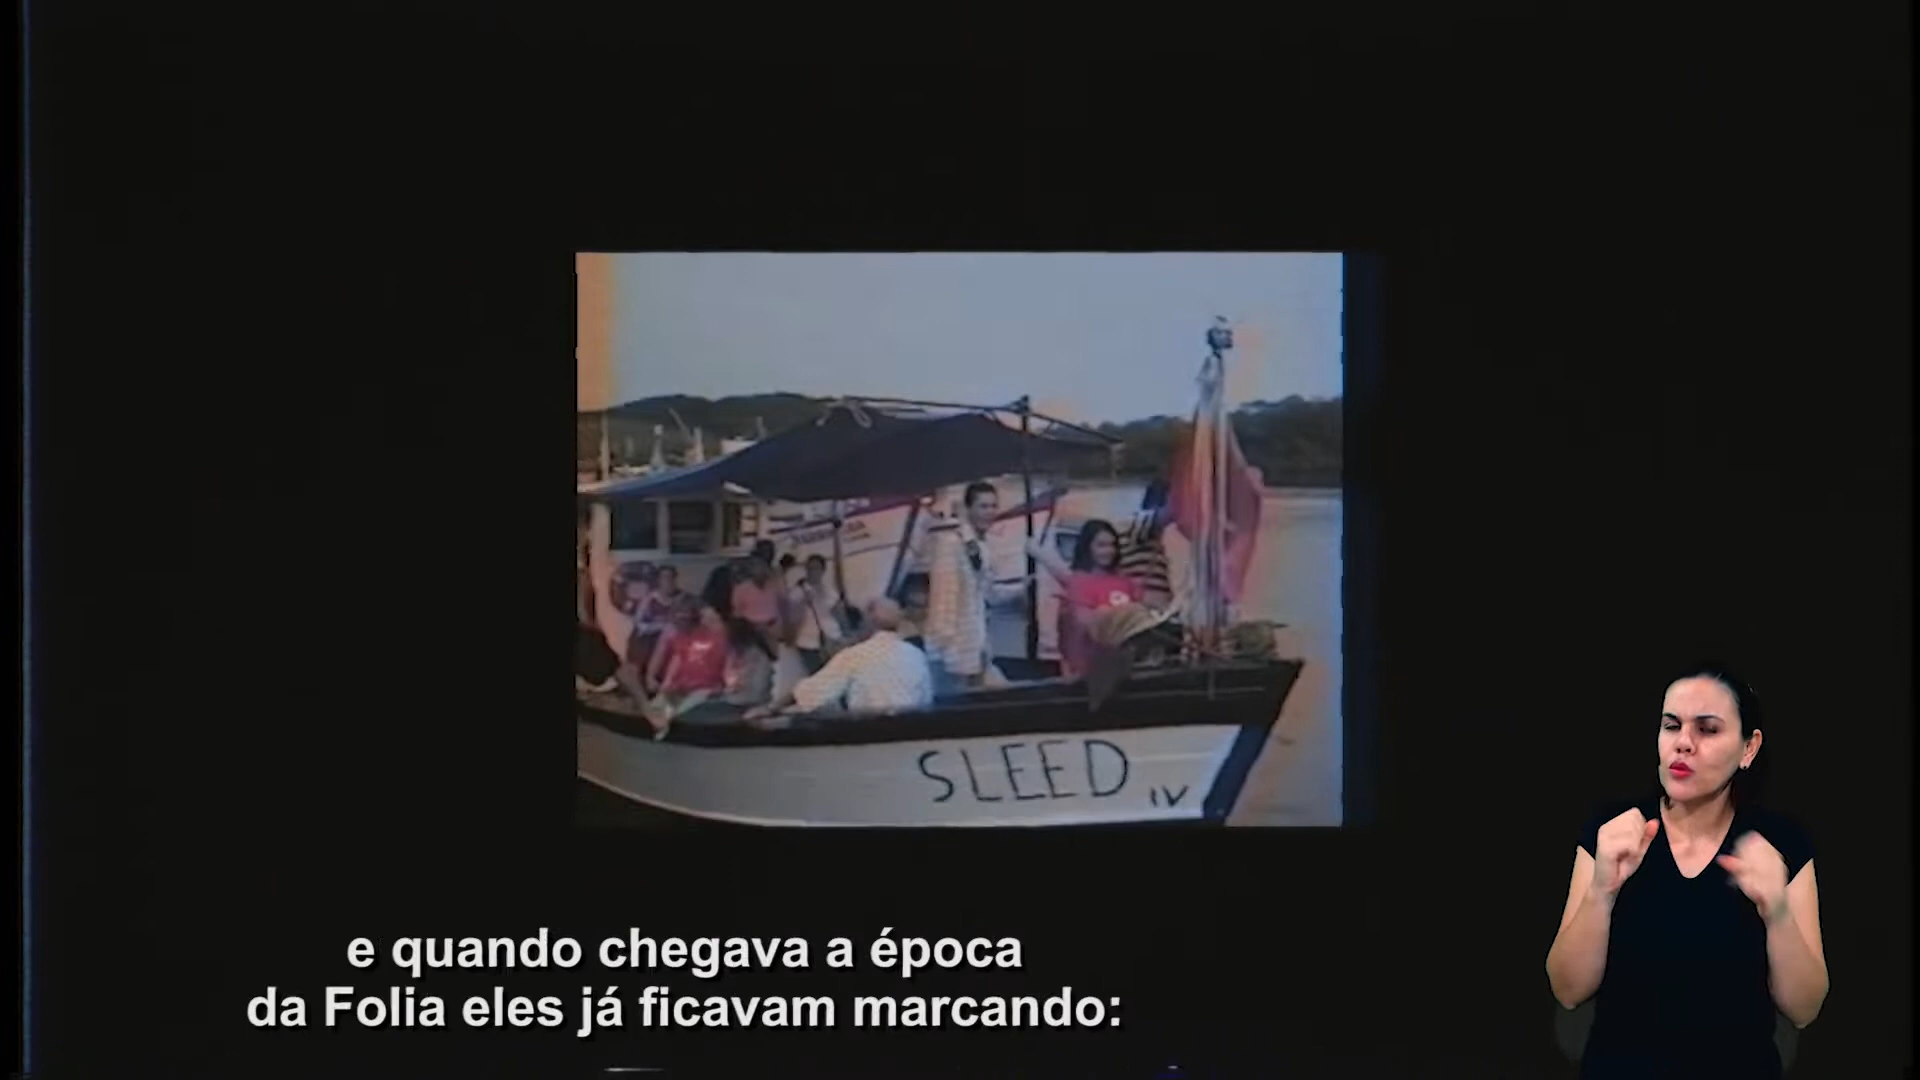 SLEED IV
e quando chegava a época
da Folia eles já ficavam marcando: